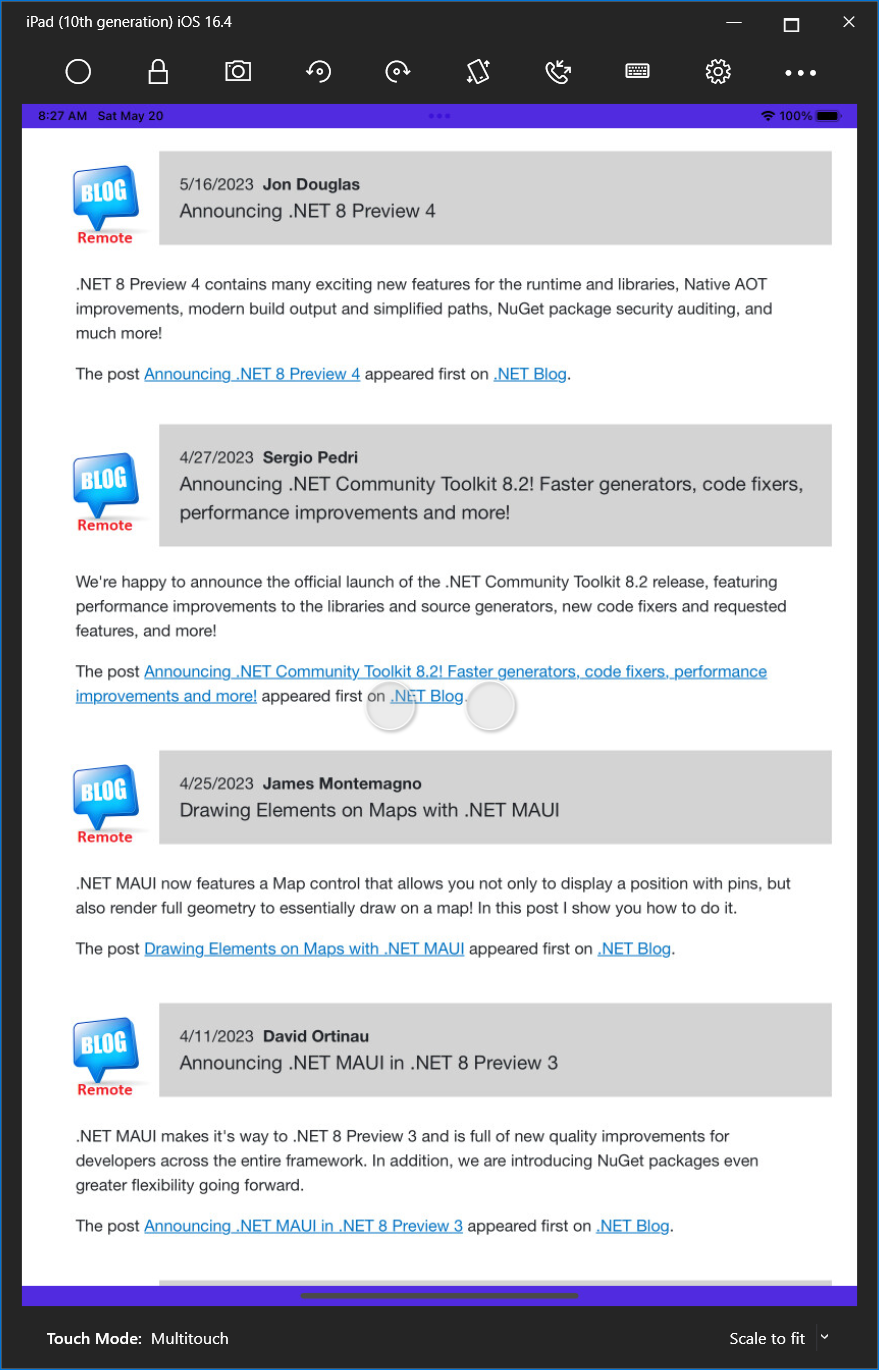 iPad (10th generation) iOS 16.4
8:27 AM Sat May 20 100%
BLOG
Remote
5/16/2023 Jon Douglas
Announcing .NET 8 Preview 4
.NET 8 Preview 4 contains many exciting new features for the runtime and libraries, Native AOT
improvements, modern build output and simplified paths, NuGet package security auditing, and
much more!
The post Announcing .NET 8 Preview 4 appeared first on .NET Blog.
BLOG
Remote
4/27/2023 Sergio Pedri
Announcing .NET Community Toolkit 8.2! Faster generators, code fixers,
performance improvements and more!
We're happy to announce the official launch of the .NET Community Toolkit 8.2 release, featuring
performance improvements to the libraries and source generators, new code fixers and requested
features, and more!
The post Announcing .NET Community Toolkit 8.2! Faster generators, code fixers, performance
improvements and more! appeared first on .NET Blog.
BLOG
Remote
4/25/2023 James Montemagno
Drawing Elements on Maps with .NET MAUI
.NET MAUI now features a Map control that allows you not only to display a position with pins, but
also render full geometry to essentially draw on a map! In this post I show you how to do it.
The post Drawing Elements on Maps with .NET MAUI appeared first on .NET Blog.
BLOG
Remote
4/11/2023 David Ortinau
Announcing .NET MAUI in .NET 8 Preview 3
.NET MAUI makes it's way to .NET 8 Preview 3 and is full of new quality improvements for
developers across the entire framework. In addition, we are introducing NuGet packages even
greater flexibility going forward.
The post Announcing .NET MAUI in .NET 8 Preview 3 appeared first on .NET Blog.
Touch Mode: Multitouch
Scale to fit